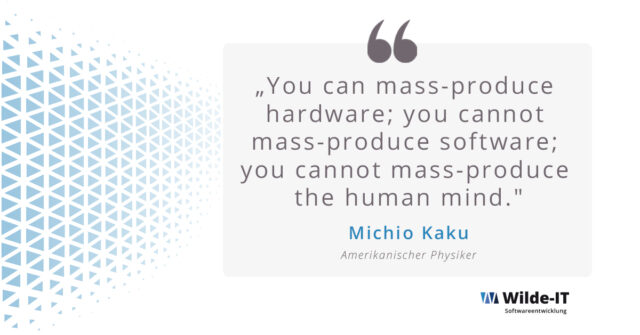 „You can mass-produce
hardware; you cannot
mass-produce software;
you cannot mass-produce
the human mind."
Michio Kaku
Amerikanischer Physiker
Wilde-IT
Softwareentwicklung